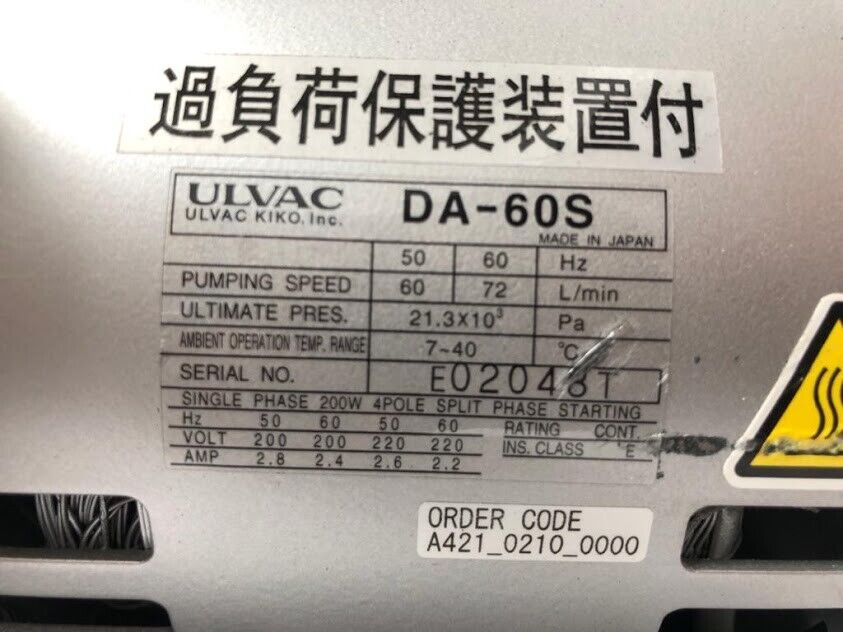 過負荷保護装置付
ULVAC DA-60S
ULVAC KIKO. Inc. MADE IN JAPAN
50 60 Hz
PUMPING SPEED 60 72 L/min
ULTIMATE PRES. 21.3X10³ Pa
AMBIENT OPERATION TEMP. RANGE 7~40 °C
SERIAL NO. E02048T
SINGLE PHASE 200W 4POLE SPLIT PHASE STARTING
Hz 50 60 50 60 RATING CONT.
VOLT 200 200 220 220 INS. CLASS E
AMP 2.8 2.4 2.6 2.2
ORDER CODE
A421_0210_0000